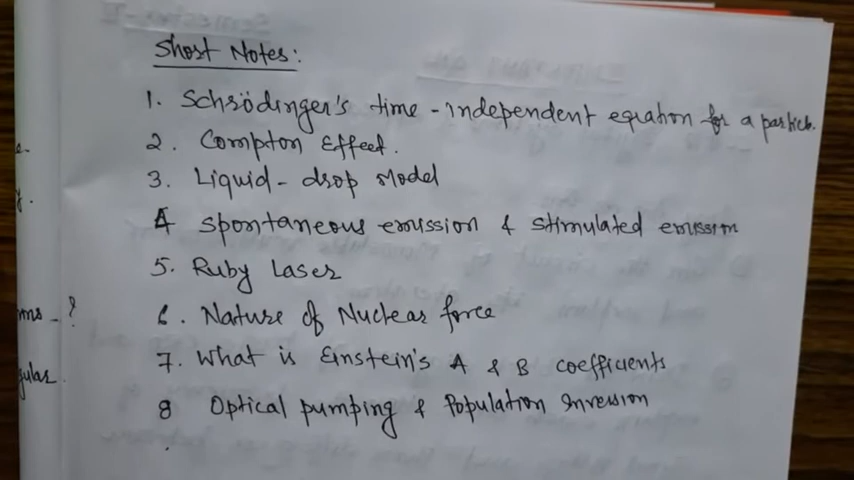 Short Notes:
1. Schrödinger's time-independent equation for a particle.
2. Compton Effect.
3. Liquid-drop Model
4 spontaneous emission & stimulated emission
5. Ruby Laser
6. Nature of Nuclear force
7. What is Einstein's A & B coefficients
8 Optical pumping & Population Inversion